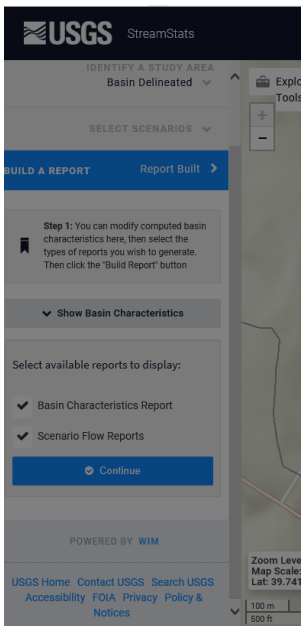 USGS StreamStats
IDENTIFY A STUDY AREA
Basin Delineated
SELECT SCENARIOS
BUILD A REPORT Report Built
Step 1: You can modify computed basin
characteristics here, then select the
types of reports you wish to generate.
Then click the "Build Report" button
Show Basin Characteristics
Select available reports to display:
Basin Characteristics Report
Scenario Flow Reports
Continue
POWERED BY WIM
USGS Home Contact USGS Search USGS
Accessibility FOIA Privacy Policy &
Notices
Explo
Tools
+
−
Zoom Leve
Map Scale:
Lat: 39.741
100 m
500 ft